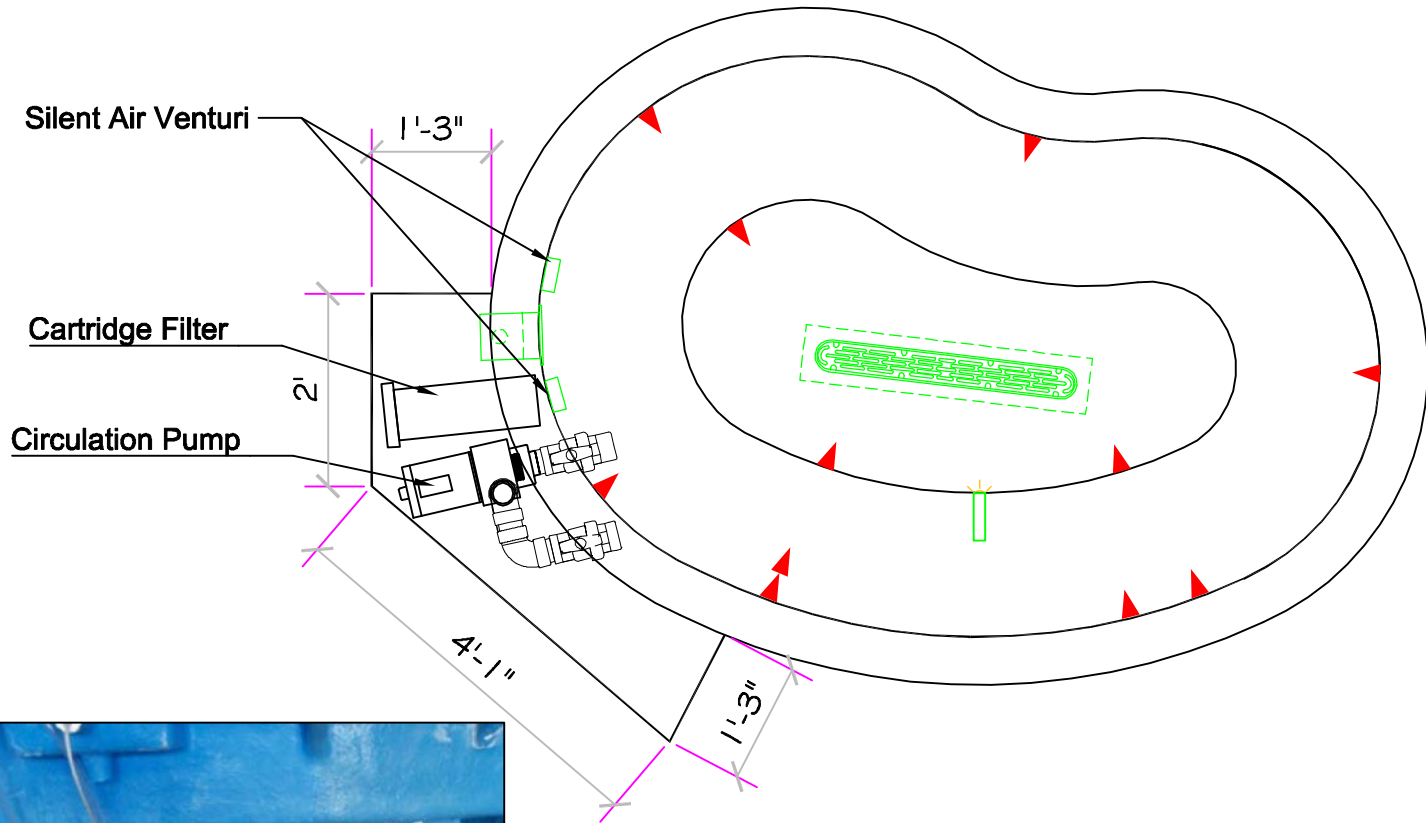 Silent Air Venturi
1'-3"
Cartridge Filter
2'
Circulation Pump
4'-1"
1'-3"